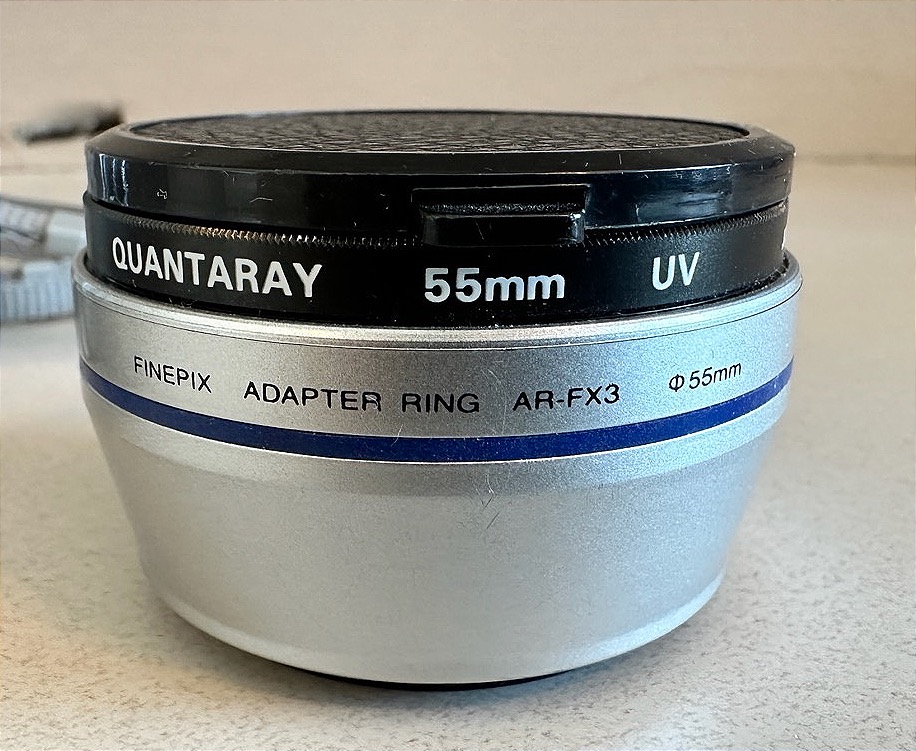 QUANTARAY 55mm UV
FINEPIX ADAPTER RING AR-FX3 Φ55mm